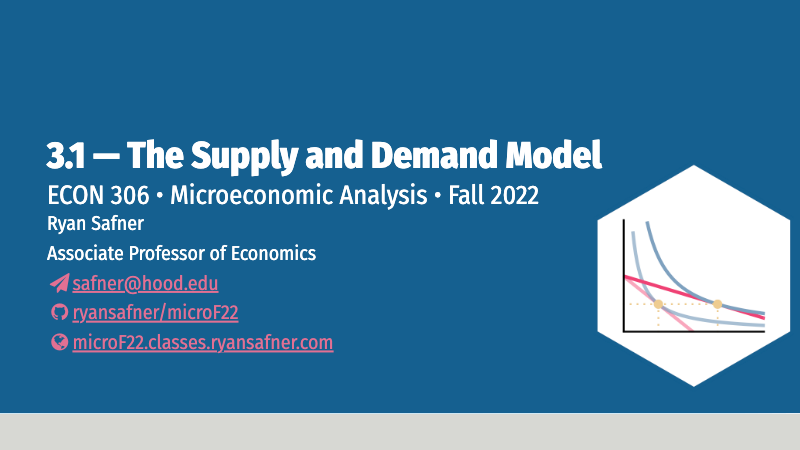 3.1 — The Supply and Demand Model
ECON 306 • Microeconomic Analysis • Fall 2022
Ryan Safner
Associate Professor of Economics
safner@hood.edu
ryansafner/microF22
microF22.classes.ryansafner.com